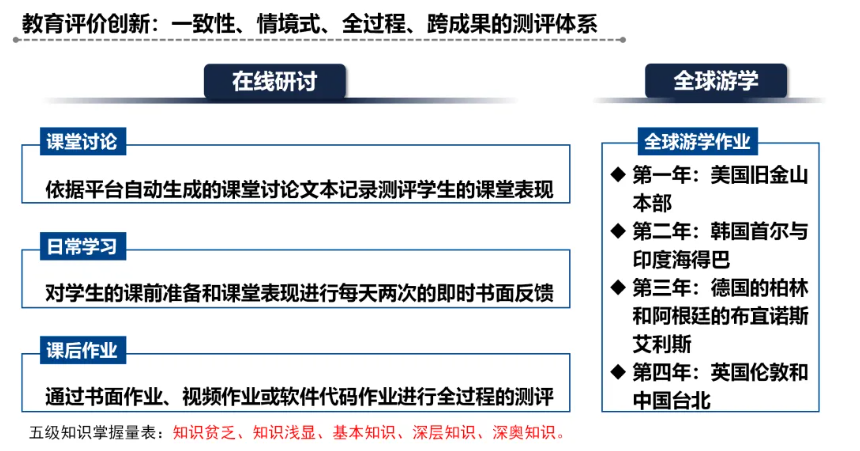 教育评价创新：一致性、情境式、全过程、跨成果的测评体系
在线研讨
课堂讨论
依据平台自动生成的课堂讨论文本记录测评学生的课堂表现
日常学习
对学生的课前准备和课堂表现进行每天两次的即时书面反馈
课后作业
通过书面作业、视频作业或软件代码作业进行全过程的测评
五级知识掌握量表：知识贫乏、知识浅显、基本知识、深层知识、深奥知识。
全球游学
全球游学作业
◆ 第一年：美国旧金山
本部
◆ 第二年：韩国首尔与
印度海得巴
◆ 第三年：德国的柏林
和阿根廷的布宜诺斯
艾利斯
◆ 第四年：英国伦敦和
中国台北